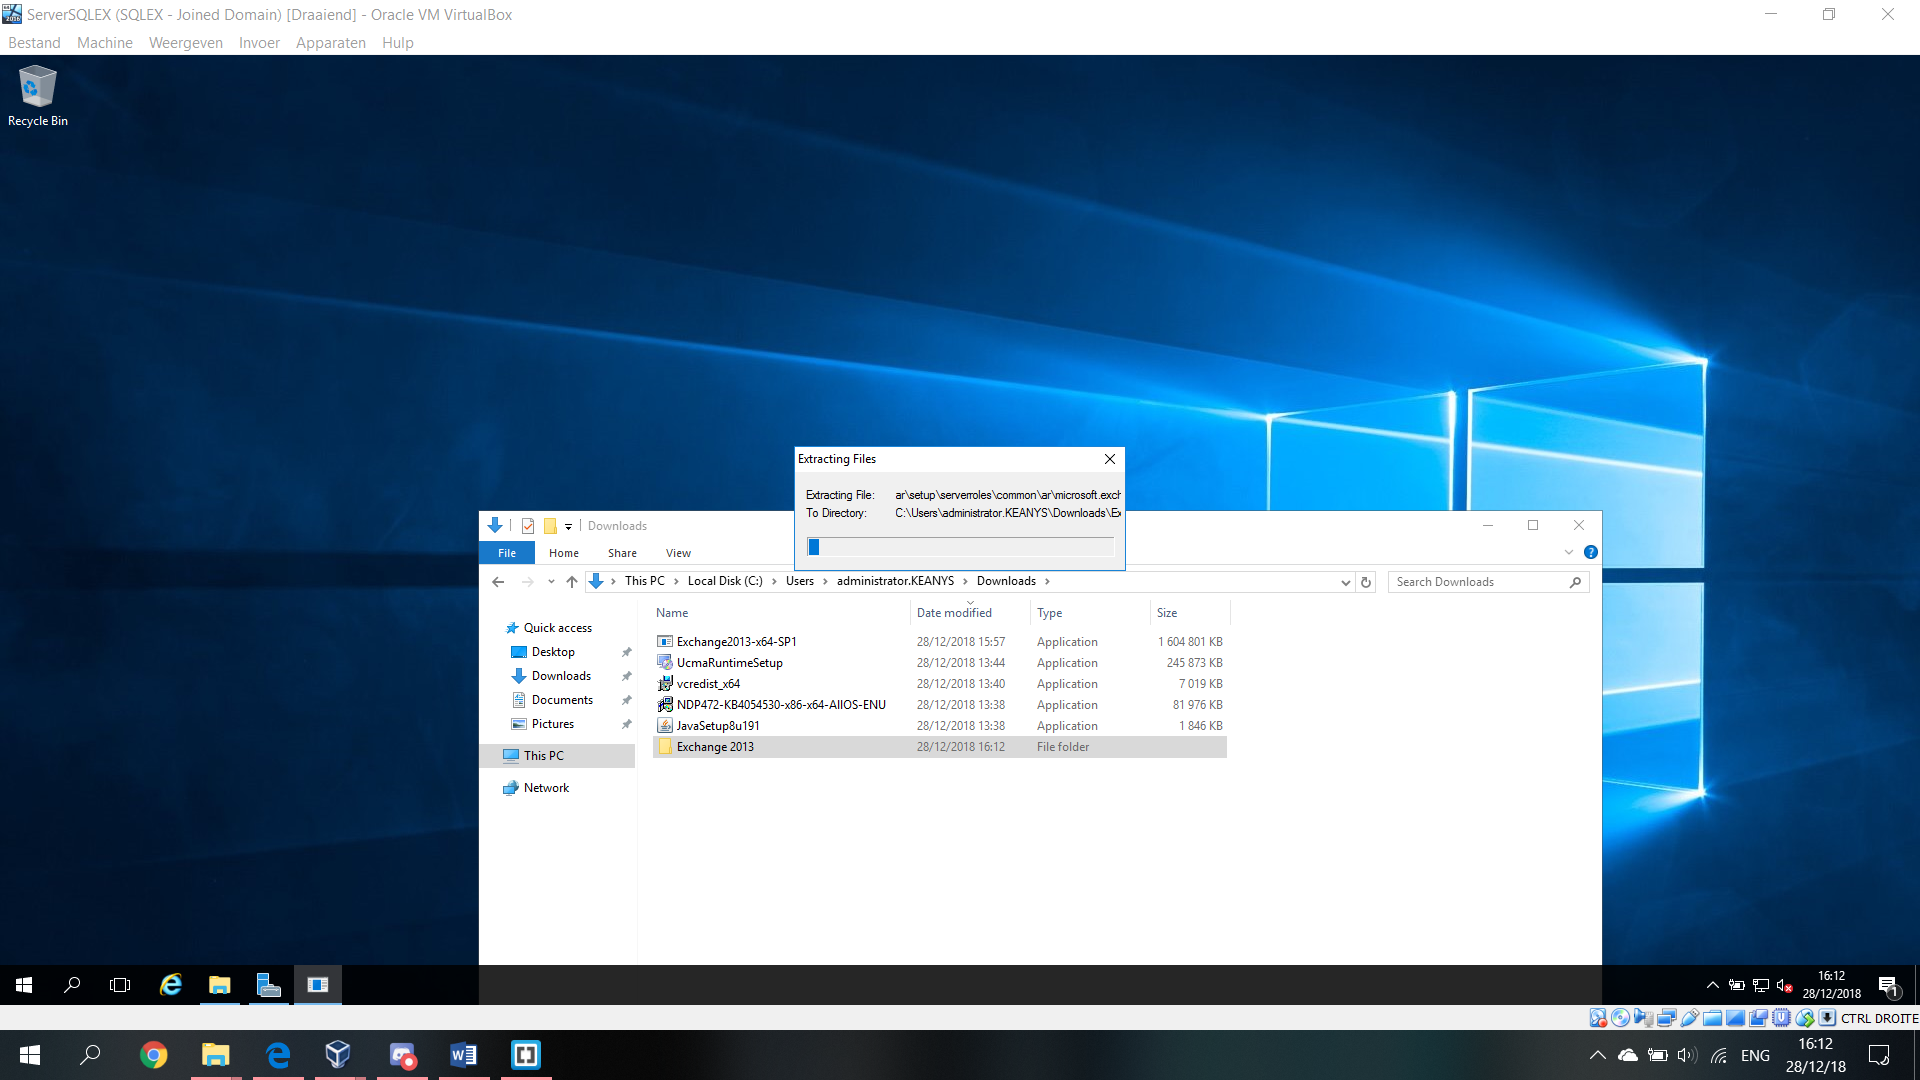 ServerSQLEX (SQLEX - Joined Domain) [Draaiend] - Oracle VM VirtualBox
Bestand Machine Weergeven Invoer Apparaten Hulp
Recycle Bin
Extracting Files
Extracting File: ar\setup\serverroles\common\ar\microsoft.exch
To Directory: C:\Users\administrator.KEANYS\Downloads\Ex
Downloads
File Home Share View
This PC Local Disk (C:) Users administrator.KEANYS Downloads
Search Downloads
Name Date modified Type Size
Quick access
Desktop
Downloads
Documents
Pictures
This PC
Network
Exchange2013-x64-SP1 28/12/2018 15:57 Application 1 604 801 KB
UcmaRuntimeSetup 28/12/2018 13:44 Application 245 873 KB
vcredist_x64 28/12/2018 13:40 Application 7 019 KB
NDP472-KB4054530-x86-x64-AllOS-ENU 28/12/2018 13:38 Application 81 976 KB
JavaSetup8u191 28/12/2018 13:38 Application 1 846 KB
Exchange 2013 28/12/2018 16:12 File folder
16:12
28/12/2018
1
CTRL DROITE
ENG
16:12
28/12/18